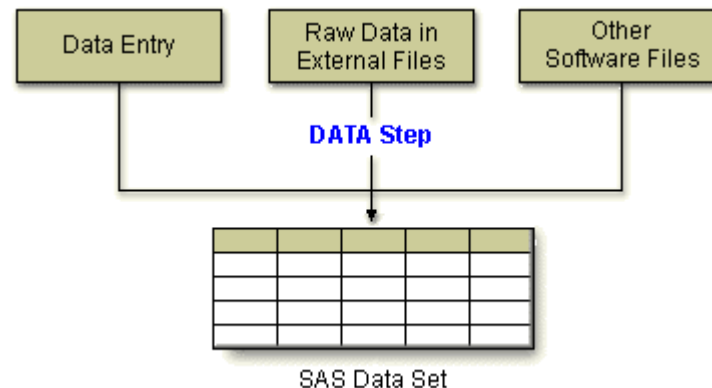 Data Entry
Raw Data in
External Files
Other
Software Files
DATA Step
SAS Data Set